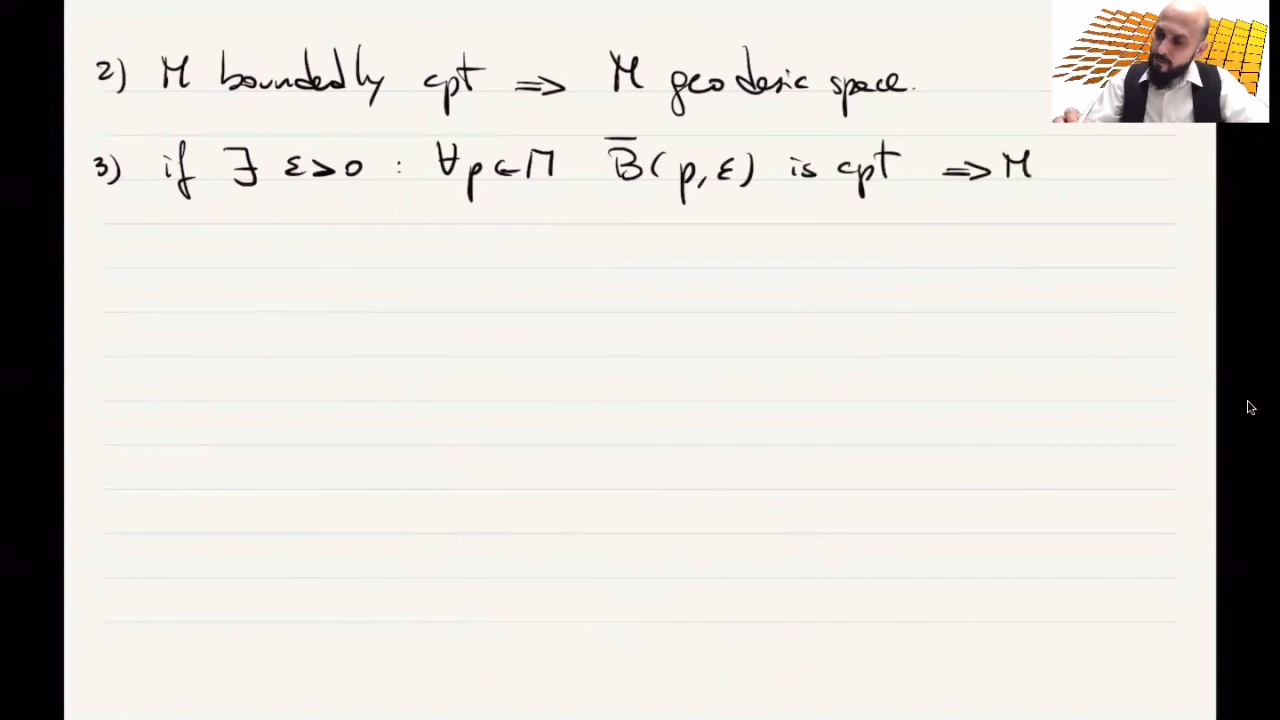 2) M boundedly cpt ⇒ M geodesic space.
3) if ∃ ε>0 : ∀p∈M B̅(p,ε) is cpt ⇒ M